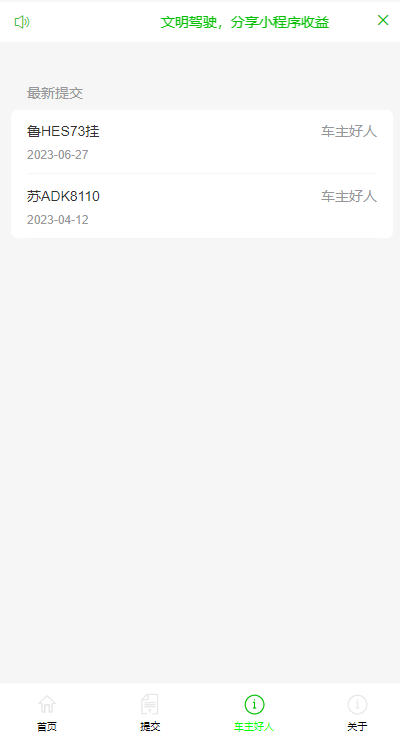 文明驾驶，分享小程序收益
最新提交
鲁HES73挂 车主好人
2023-06-27
苏ADK8110 车主好人
2023-04-12
首页 提交 车主好人 关于